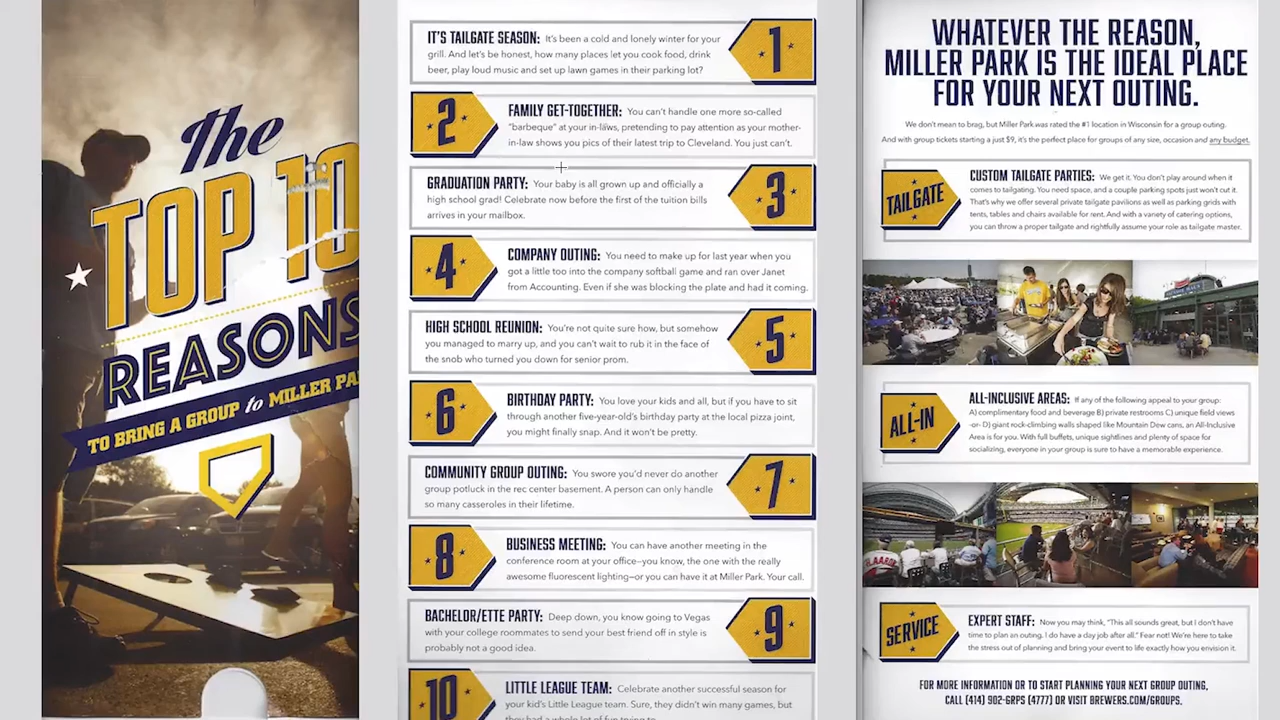 The
TOP 10
REASONS
TO BRING A GROUP to MILLER PA
IT'S TAILGATE SEASON: It's been a cold and lonely winter for your
grill. And let's be honest, how many places let you cook food, drink
beer, play loud music and set up lawn games in their parking lot?
1
2
FAMILY GET-TOGETHER: You can't handle one more so-called
"barbeque" at your in-laws, pretending to pay attention as your mother-
in-law shows you pics of their latest trip to Cleveland. You just can't.
GRADUATION PARTY: Your baby is all grown up and officially a
high school grad! Celebrate now before the first of the tuition bills
arrives in your mailbox.
3
4
COMPANY OUTING: You need to make up for last year when you
got a little too into the company softball game and ran over Janet
from Accounting. Even if she was blocking the plate and had it coming.
HIGH SCHOOL REUNION: You're not quite sure how, but somehow
you managed to marry up, and you can't wait to rub it in the face of
the snob who turned you down for senior prom.
5
6
BIRTHDAY PARTY: You love your kids and all, but if you have to sit
through another five-year-old's birthday party at the local pizza joint,
you might finally snap. And it won't be pretty.
COMMUNITY GROUP OUTING: You swore you'd never do another
group potluck in the rec center basement. A person can only handle
so many casseroles in their lifetime.
7
8
BUSINESS MEETING: You can have another meeting in the
conference room at your office—you know, the one with the really
awesome fluorescent lighting—or you can have it at Miller Park. Your call.
BACHELOR/ETTE PARTY: Deep down, you know going to Vegas
with your college roommates to send your best friend off in style is
probably not a good idea.
9
10
LITTLE LEAGUE TEAM: Celebrate another successful season for
your kid's Little League team. Sure, they didn't win many games, but
they had a whole lot of fun trying to
WHATEVER THE REASON,
MILLER PARK IS THE IDEAL PLACE
FOR YOUR NEXT OUTING.
We don't mean to brag, but Miller Park was rated the #1 location in Wisconsin for a group outing.
And with group tickets starting a just $9, it's the perfect place for groups of any size, occasion and any budget.
TAILGATE
CUSTOM TAILGATE PARTIES: We get it. You don't play around when it
comes to tailgating. You need space, and a couple parking spots just won't cut it.
That's why we offer several private tailgate pavilions as well as parking grids with
tents, tables and chairs available for rent. And with a variety of catering options,
you can throw a proper tailgate and rightfully assume your role as tailgate master.
ALL-IN
ALL-INCLUSIVE AREAS: If any of the following appeal to your group:
A) complimentary food and beverage B) private restrooms C) unique field views
-or- D) giant rock-climbing walls shaped like Mountain Dew cans, an All-Inclusive
Area is for you. With full buffets, unique sightlines and plenty of space for
socializing, everyone in your group is sure to have a memorable experience.
SERVICE
EXPERT STAFF: Now you may think, "This all sounds great, but I don't have
time to plan an outing. I do have a day job after all." Fear not! We're here to take
the stress out of planning and bring your event to life exactly how you envision it.
FOR MORE INFORMATION OR TO START PLANNING YOUR NEXT GROUP OUTING,
CALL (414) 902-GRPS (4777) OR VISIT BREWERS.COM/GROUPS.